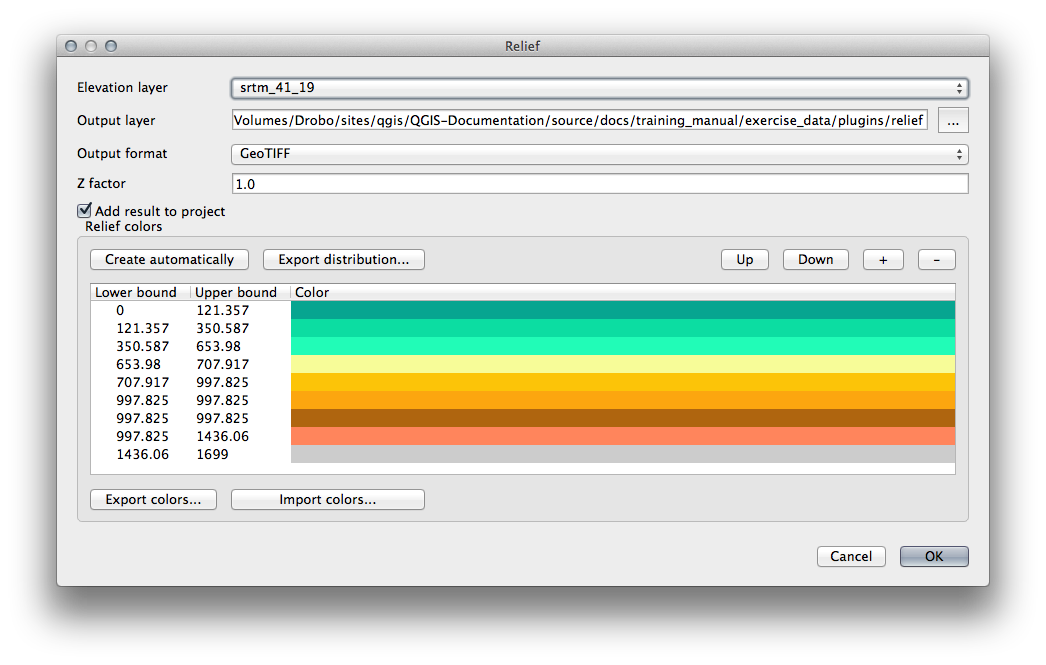 Relief
Elevation layer srtm_41_19
Output layer Volumes/Drobo/sites/qgis/QGIS-Documentation/source/docs/training_manual/exercise_data/plugins/relief ...
Output format GeoTIFF
Z factor 1.0
Add result to project
Relief colors
Create automatically Export distribution... Up Down + -
Lower bound Upper bound Color
0 121.357
121.357 350.587
350.587 653.98
653.98 707.917
707.917 997.825
997.825 997.825
997.825 997.825
997.825 1436.06
1436.06 1699
Export colors... Import colors...
Cancel OK